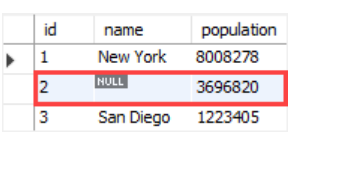 id name population
1 New York 8008278
2 NULL 3696820
3 San Diego 1223405